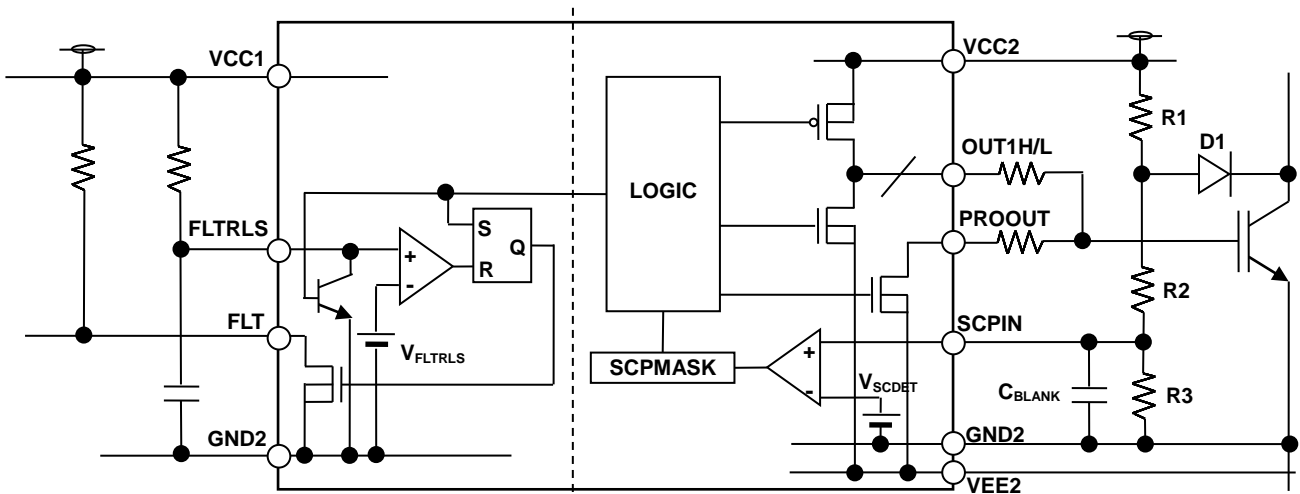 VCC1
VCC2
R1
D1
OUT1H/L
LOGIC
PROOUT
FLTRLS
S
Q
R
+
-
R2
FLT
SCPIN
VFLTRLS
SCPMASK
+
-
VSCDET
CBLANK
R3
GND2
GND2
VEE2